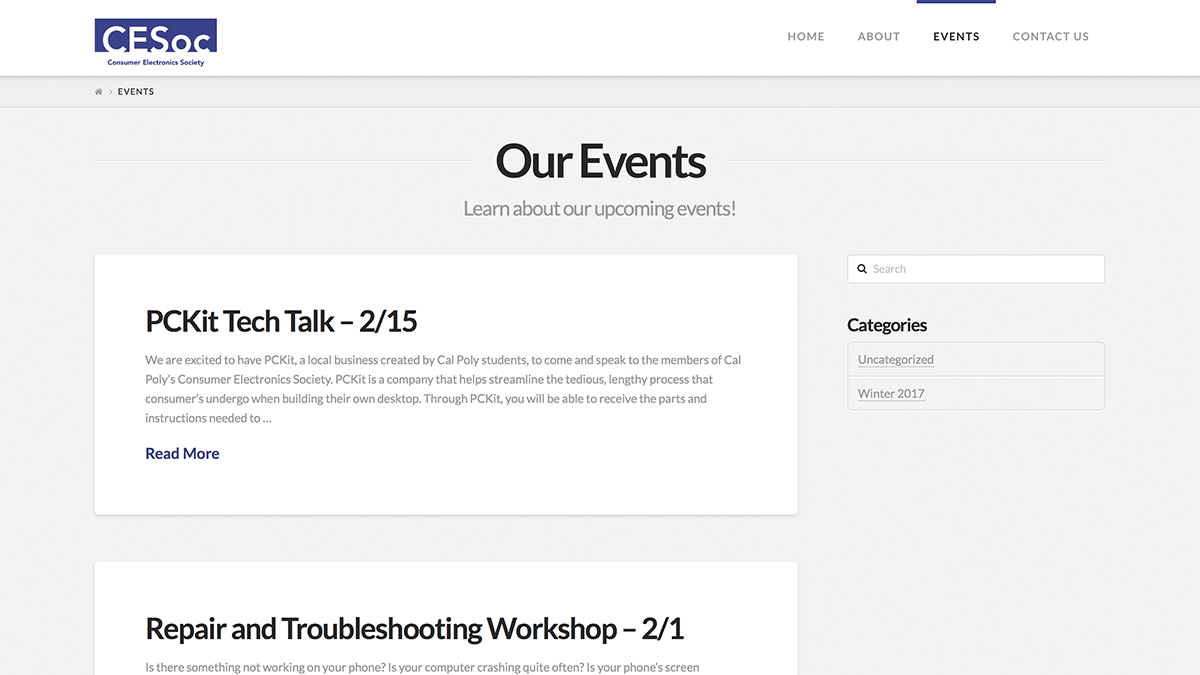 CESoc
Consumer Electronics Society
HOME
ABOUT
EVENTS
CONTACT US
EVENTS
Our Events
Learn about our upcoming events!
PCKit Tech Talk – 2/15
We are excited to have PCKit, a local business created by Cal Poly students, to come and speak to the members of Cal
Poly's Consumer Electronics Society. PCKit is a company that helps streamline the tedious, lengthy process that
consumer's undergo when building their own desktop. Through PCKit, you will be able to receive the parts and
instructions needed to ...
Read More
Search
Categories
Uncategorized
Winter 2017
Repair and Troubleshooting Workshop – 2/1
Is there something not working on your phone? Is your computer crashing quite often? Is your phone's screen